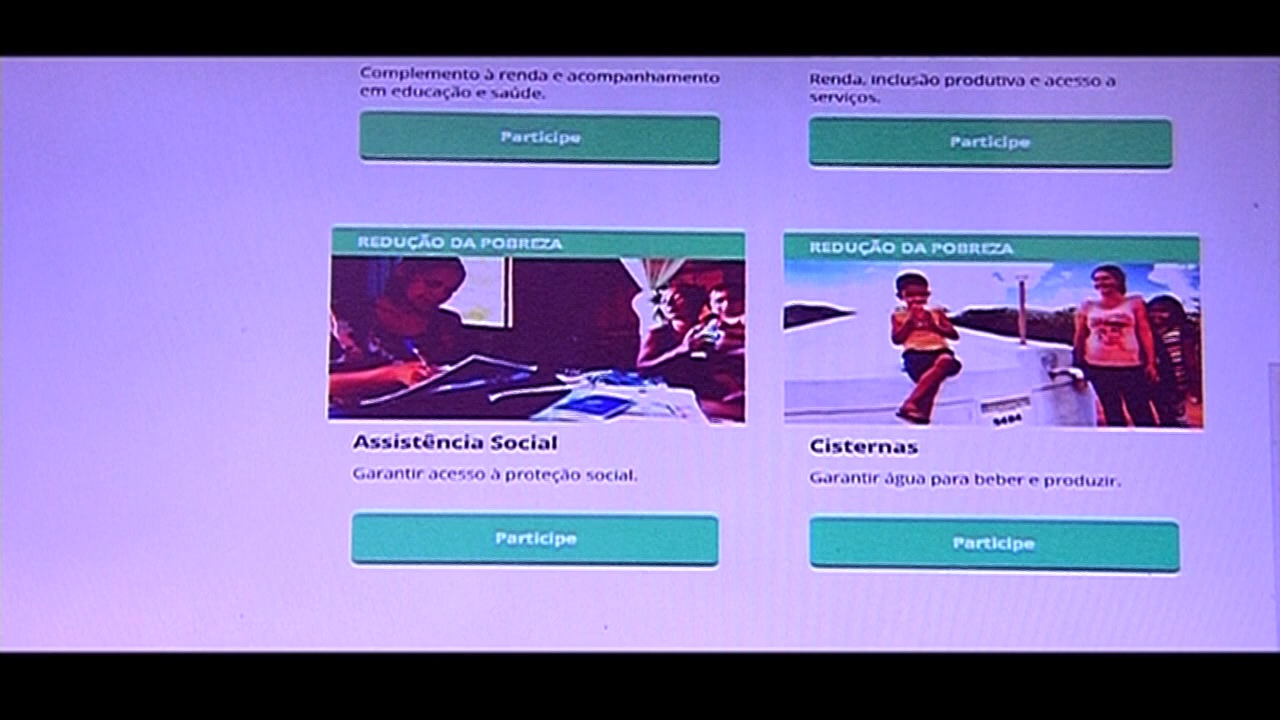 Complemento à renda e acompanhamento
em educação e saúde.
Participe
Renda, inclusão produtiva e acesso a
serviços.
Participe
REDUÇÃO DA POBREZA
Assistência Social
Garantir acesso à proteção social.
Participe
REDUÇÃO DA POBREZA
9494
Cisternas
Garantir água para beber e produzir.
Participe